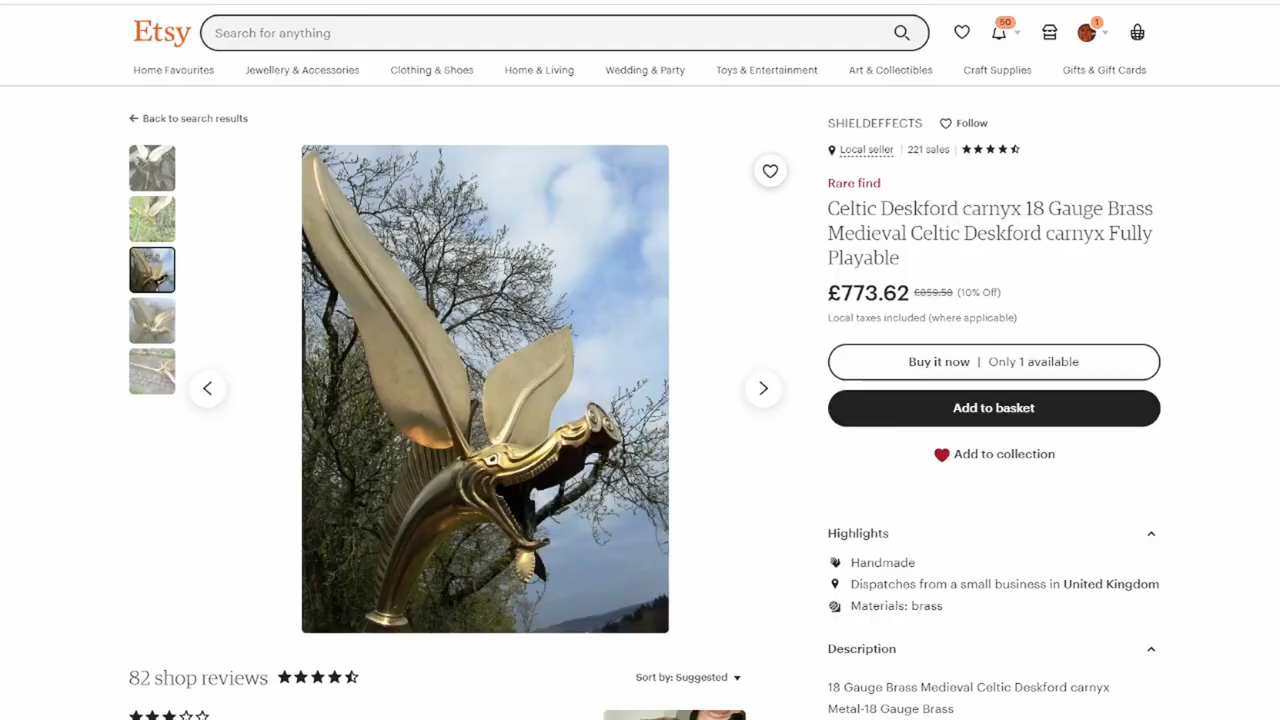 Etsy
Search for anything
50
1
Home Favourites
Jewellery & Accessories
Clothing & Shoes
Home & Living
Wedding & Party
Toys & Entertainment
Art & Collectibles
Craft Supplies
Gifts & Gift Cards
Back to search results
SHIELDEFFECTS
Follow
Local seller
221 sales
Rare find
Celtic Deskford carnyx 18 Gauge Brass
Medieval Celtic Deskford carnyx Fully
Playable
£773.62 £859.58 (10% Off)
Local taxes included (where applicable)
Buy it now | Only 1 available
Add to basket
Add to collection
Highlights
Handmade
Dispatches from a small business in United Kingdom
Materials: brass
Description
18 Gauge Brass Medieval Celtic Deskford carnyx
Metal-18 Gauge Brass
82 shop reviews
Sort by: Suggested